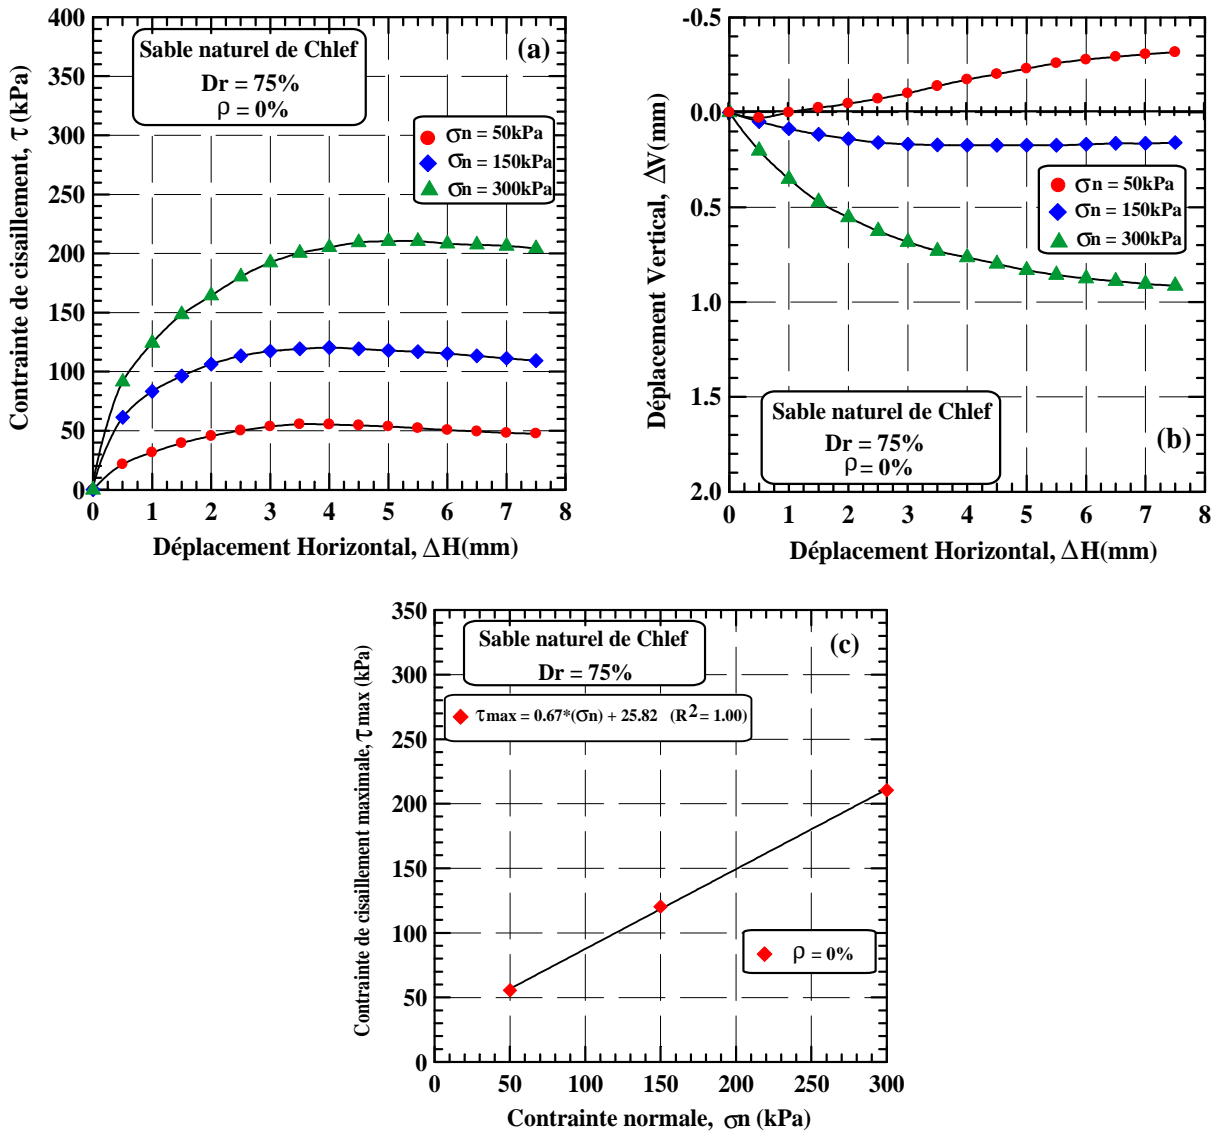 (a)
Sable naturel de Chlef
Dr = 75%
ρ = 0%
σn = 50kPa
σn = 150kPa
σn = 300kPa
Contrainte de cisaillement, τ (kPa)
400
350
300
250
200
150
100
50
0
0 1 2 3 4 5 6 7 8
Déplacement Horizontal, ΔH(mm)
-0.5
0.0
0.5
1.0
1.5
2.0
Déplacement Vertical, ΔV(mm)
σn = 50kPa
σn = 150kPa
σn = 300kPa
Sable naturel de Chlef
Dr = 75%
ρ = 0%
(b)
0 1 2 3 4 5 6 7 8
Déplacement Horizontal, ΔH(mm)
350
300
250
200
150
100
50
0
Contrainte de cisaillement maximale, τmax (kPa)
Sable naturel de Chlef
Dr = 75%
(c)
τmax = 0.67*(σn) + 25.82 (R2 = 1.00)
ρ = 0%
0 50 100 150 200 250 300
Contrainte normale, σn (kPa)